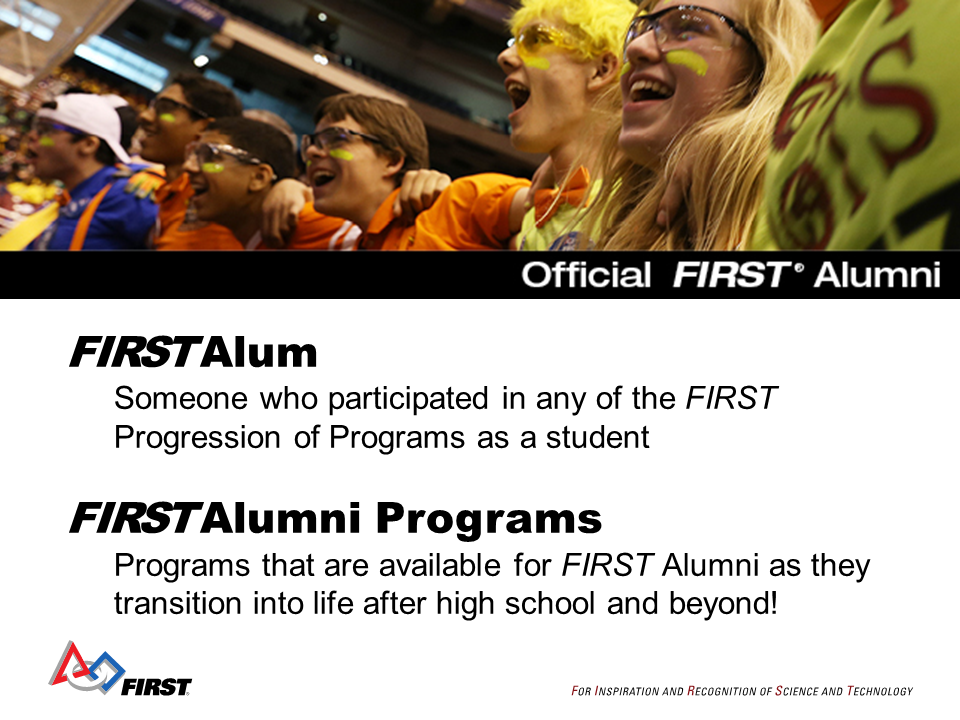 Official FIRST® Alumni
FIRST Alum
Someone who participated in any of the FIRST
Progression of Programs as a student
FIRST Alumni Programs
Programs that are available for FIRST Alumni as they
transition into life after high school and beyond!
FIRST®
FOR INSPIRATION AND RECOGNITION OF SCIENCE AND TECHNOLOGY